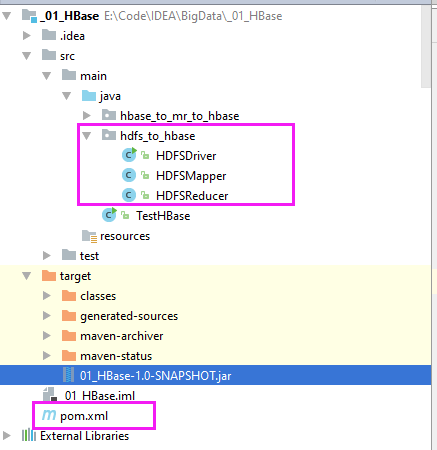 _01_HBase E:\Code\IDEA\BigData\_01_HBase
.idea
src
main
java
hbase_to_mr_to_hbase
hdfs_to_hbase
HDFSDriver
HDFSMapper
HDFSReducer
TestHBase
resources
test
target
classes
generated-sources
maven-archiver
maven-status
01_HBase-1.0-SNAPSHOT.jar
01_HBase.iml
pom.xml
External Libraries